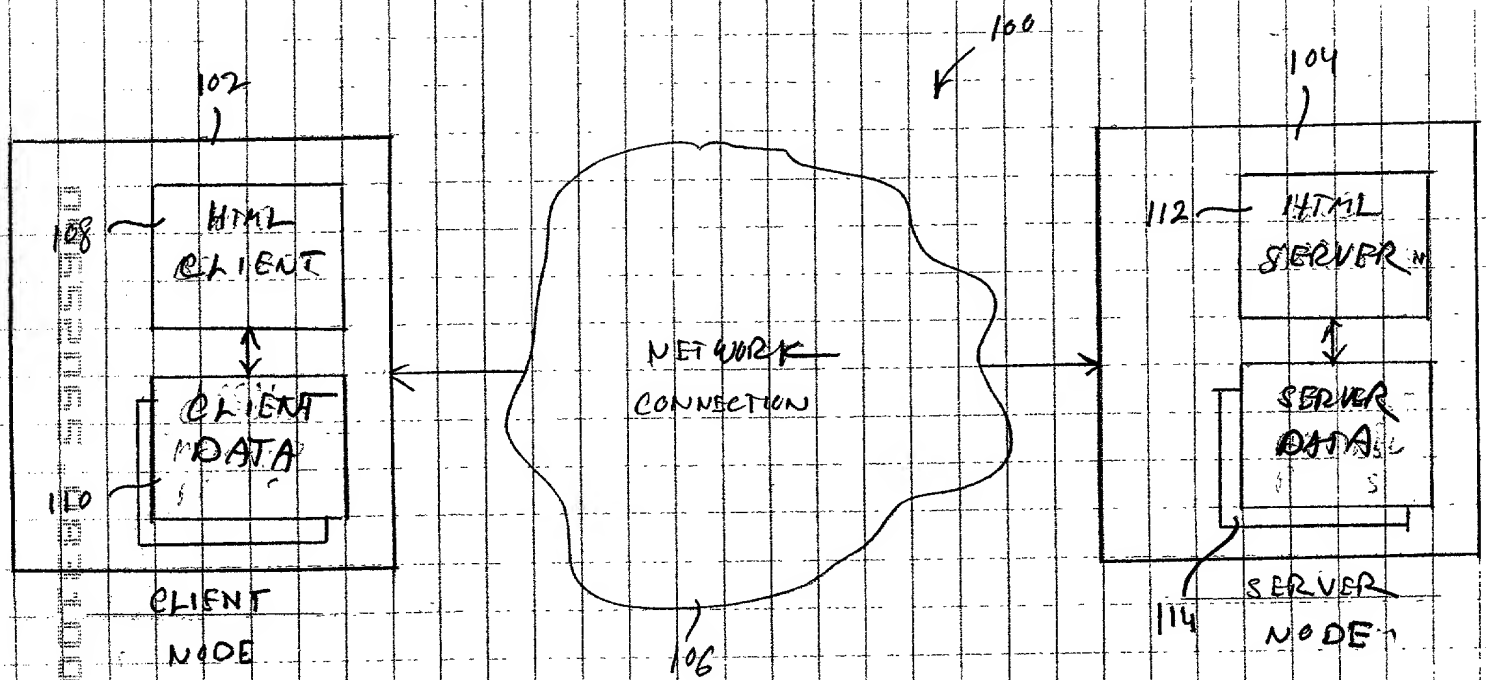 100
102
104
108
HTML
CLIENT
112
HTML
SERVER
NETWORK
CONNECTION
CLIENT
DATA
110
SERVER
DATA
114
CLIENT
NODE
106
SERVER
NODE